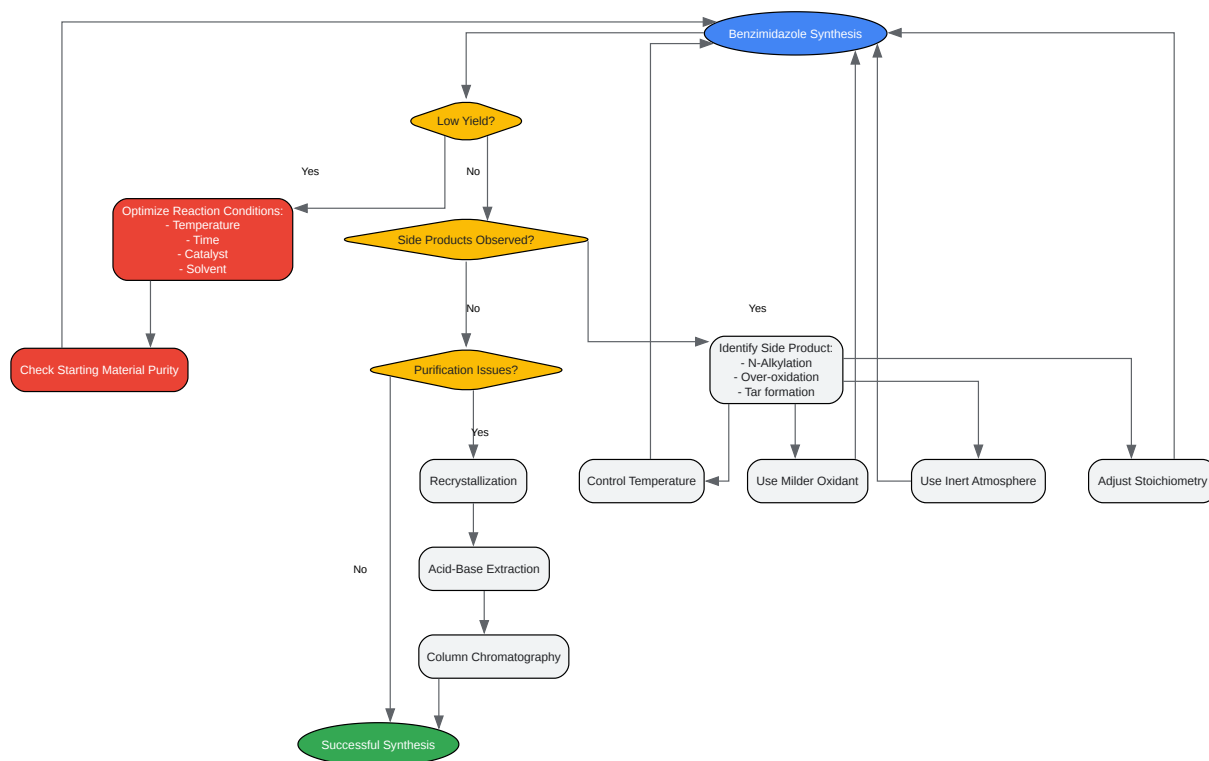 Benzimidazole Synthesis
Low Yield?
Yes
No
Optimize Reaction Conditions:
- Temperature
- Time
- Catalyst
- Solvent
Side Products Observed?
No
Yes
Check Starting Material Purity
Purification Issues?
Identify Side Product:
- N-Alkylation
- Over-oxidation
- Tar formation
Yes
Recrystallization
Control Temperature
Use Milder Oxidant
Use Inert Atmosphere
Adjust Stoichiometry
No
Acid-Base Extraction
Column Chromatography
Successful Synthesis